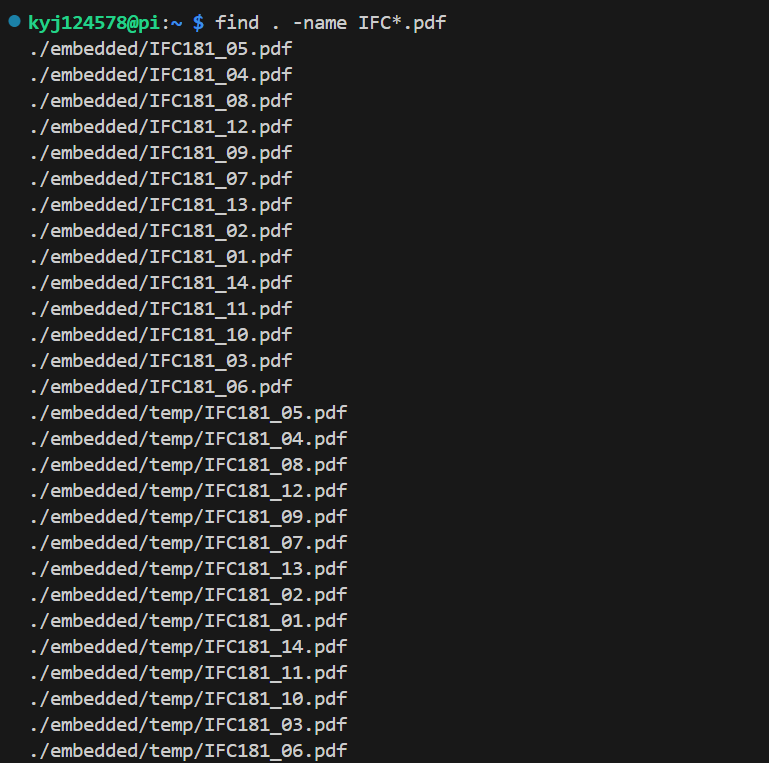 kyj124578@pi:~ $ find . -name IFC*.pdf
./embedded/IFC181_05.pdf
./embedded/IFC181_04.pdf
./embedded/IFC181_08.pdf
./embedded/IFC181_12.pdf
./embedded/IFC181_09.pdf
./embedded/IFC181_07.pdf
./embedded/IFC181_13.pdf
./embedded/IFC181_02.pdf
./embedded/IFC181_01.pdf
./embedded/IFC181_14.pdf
./embedded/IFC181_11.pdf
./embedded/IFC181_10.pdf
./embedded/IFC181_03.pdf
./embedded/IFC181_06.pdf
./embedded/temp/IFC181_05.pdf
./embedded/temp/IFC181_04.pdf
./embedded/temp/IFC181_08.pdf
./embedded/temp/IFC181_12.pdf
./embedded/temp/IFC181_09.pdf
./embedded/temp/IFC181_07.pdf
./embedded/temp/IFC181_13.pdf
./embedded/temp/IFC181_02.pdf
./embedded/temp/IFC181_01.pdf
./embedded/temp/IFC181_14.pdf
./embedded/temp/IFC181_11.pdf
./embedded/temp/IFC181_10.pdf
./embedded/temp/IFC181_03.pdf
./embedded/temp/IFC181_06.pdf